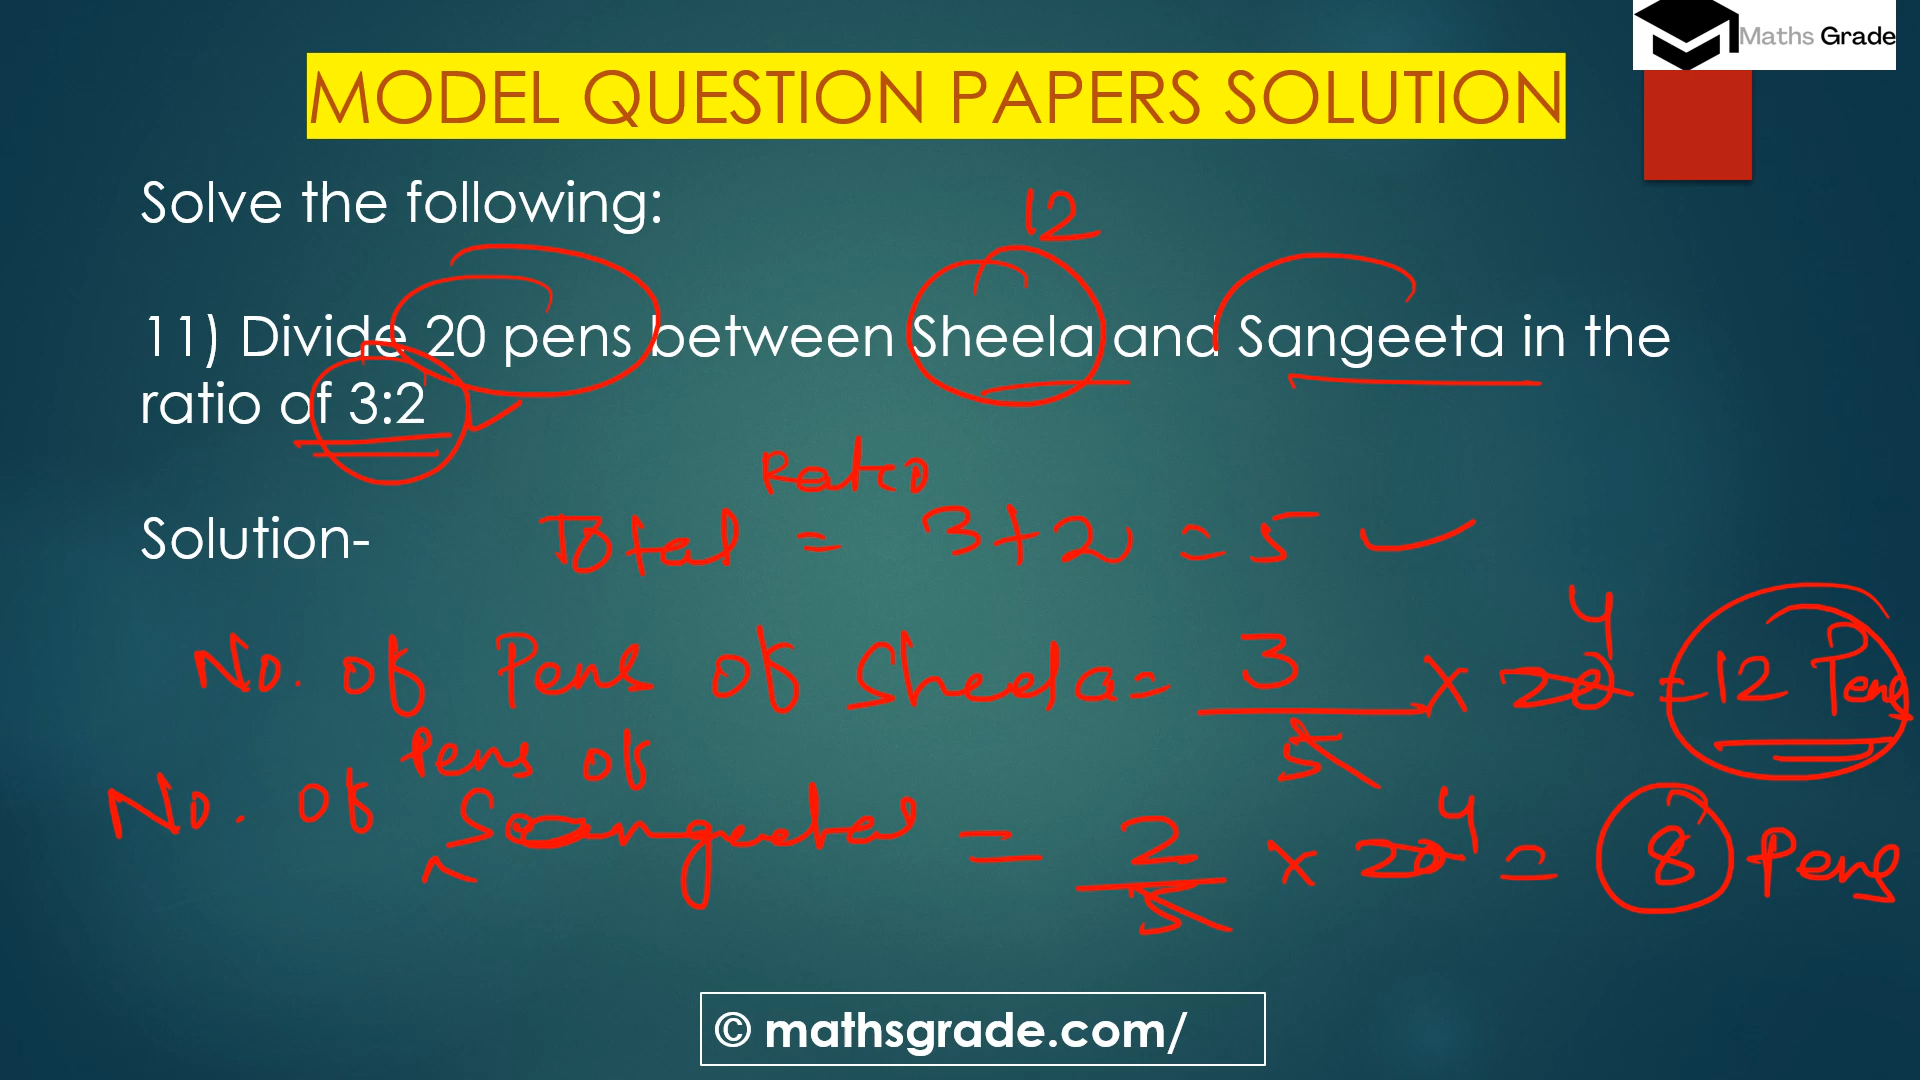 Maths Grade
MODEL QUESTION PAPERS SOLUTION
Solve the following:
12
11) Divide 20 pens between Sheela and Sangeeta in the
ratio of 3:2
Ratio
Solution- Total = 3+2 = 5
4
No. of Pens of Sheela = 3/5 × 20 = 12 Pens
Pens of
4
No. of Sangeeta = 2/5 × 20 = 8 Pens
© mathsgrade.com/